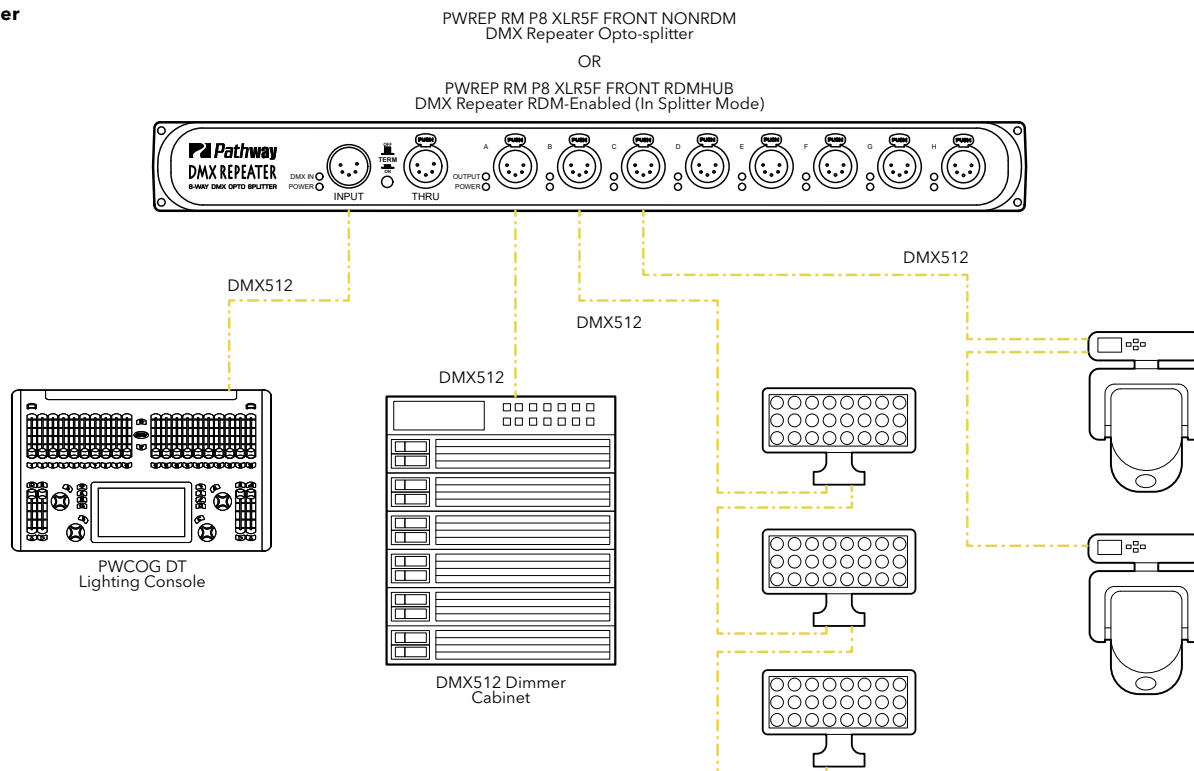 er
PWREP RM P8 XLR5F FRONT NONRDM
DMX Repeater Opto-splitter
OR
PWREP RM P8 XLR5F FRONT RDMHUB
DMX Repeater RDM-Enabled (In Splitter Mode)
Pathway
DMX REPEATER
8-WAY DMX OPTO SPLITTER
DMX IN
POWER
INPUT
OFF
TERM
ON
PUSH
THRU
OUTPUT
POWER
A
PUSH
B
PUSH
C
PUSH
D
PUSH
E
PUSH
F
PUSH
G
PUSH
H
PUSH
DMX512
DMX512
DMX512
DMX512
PWCOG DT
Lighting Console
DMX512 Dimmer
Cabinet